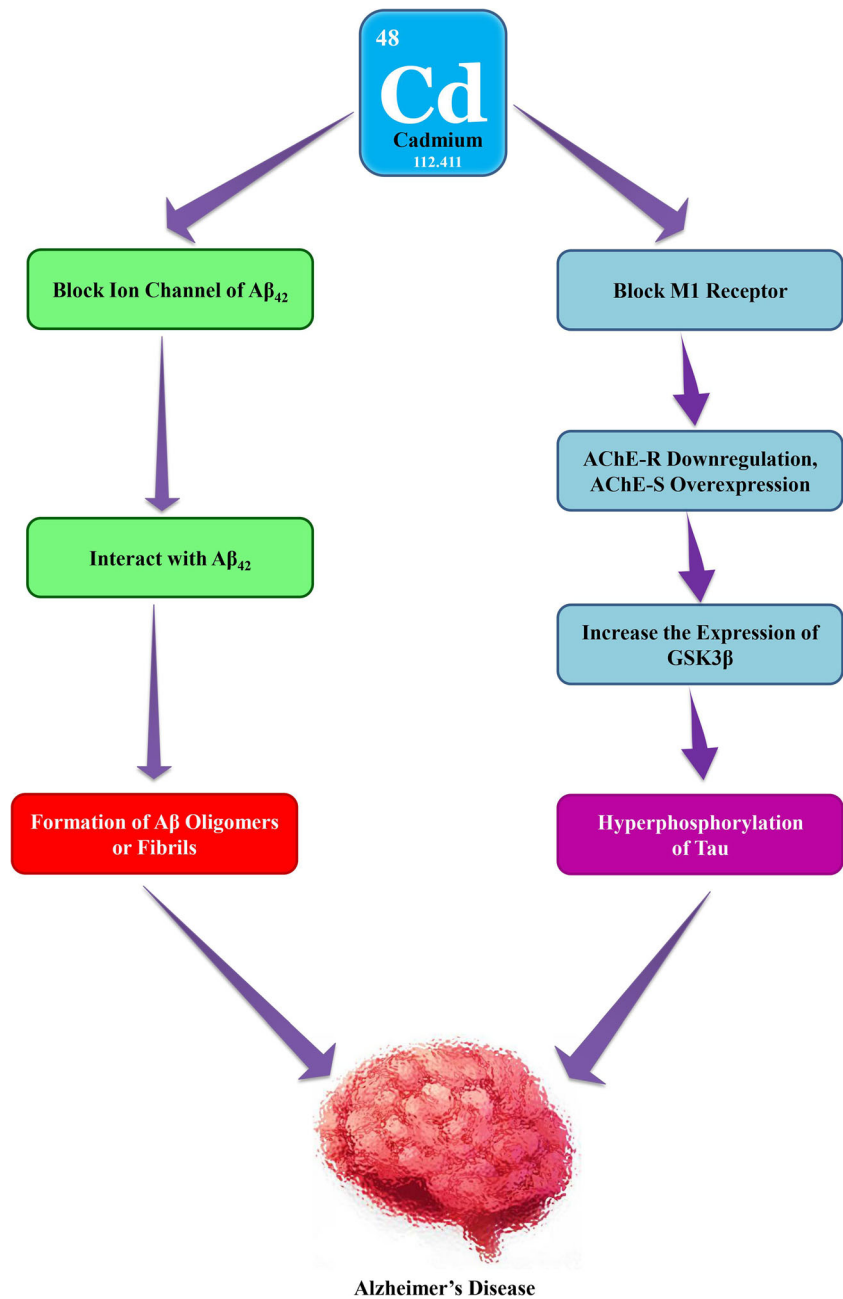 48
Cd
Cadmium
112.411
Block Ion Channel of Aβ₄₂
Block M1 Receptor
AChE-R Downregulation,
AChE-S Overexpression
Interact with Aβ₄₂
Increase the Expression of
GSK3β
Formation of Aβ Oligomers
or Fibrils
Hyperphosphorylation
of Tau
Alzheimer’s Disease